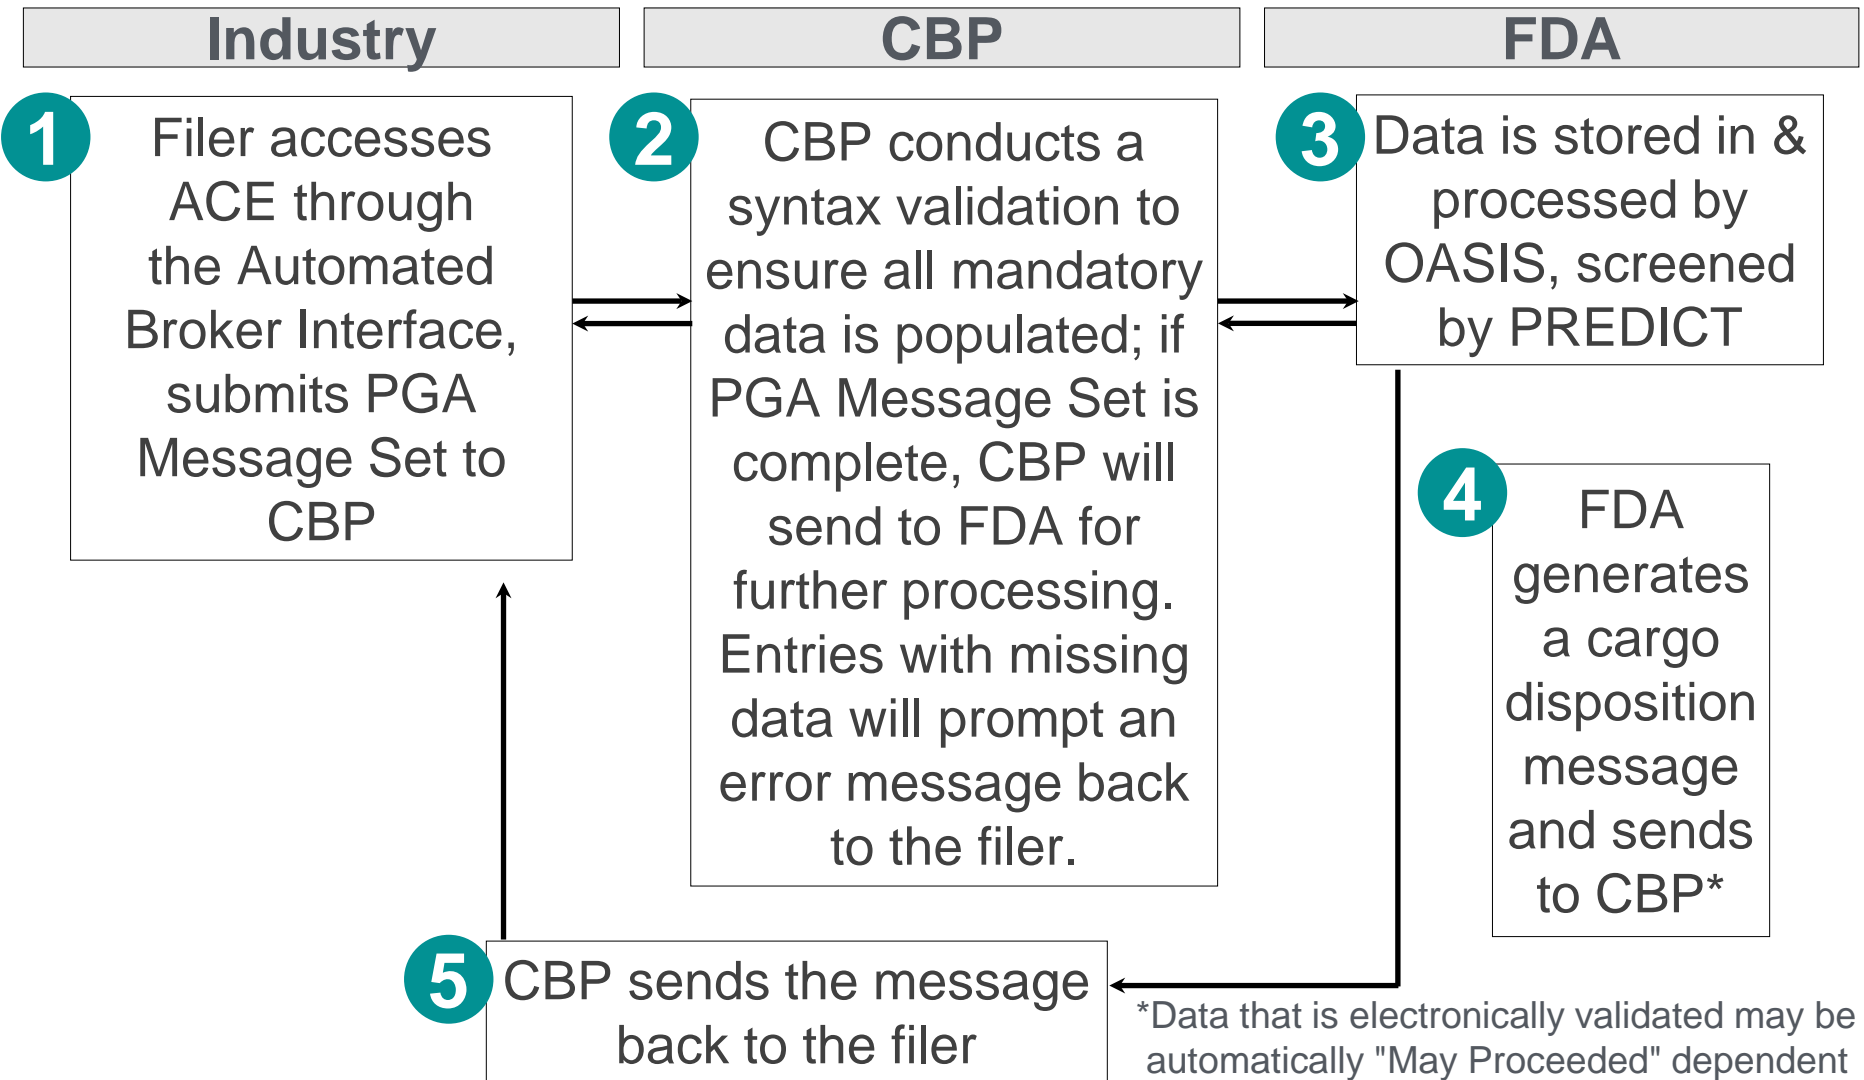 Industry
CBP
FDA
1
Filer accesses
ACE through
the Automated
Broker Interface,
submits PGA
Message Set to
CBP
2
CBP conducts a
syntax validation to
ensure all mandatory
data is populated; if
PGA Message Set is
complete, CBP will
send to FDA for
further processing.
Entries with missing
data will prompt an
error message back
to the filer.
3
Data is stored in &
processed by
OASIS, screened
by PREDICT
4
FDA
generates
a cargo
disposition
message
and sends
to CBP*
5
CBP sends the message
back to the filer
*Data that is electronically validated may be
automatically "May Proceeded" dependent